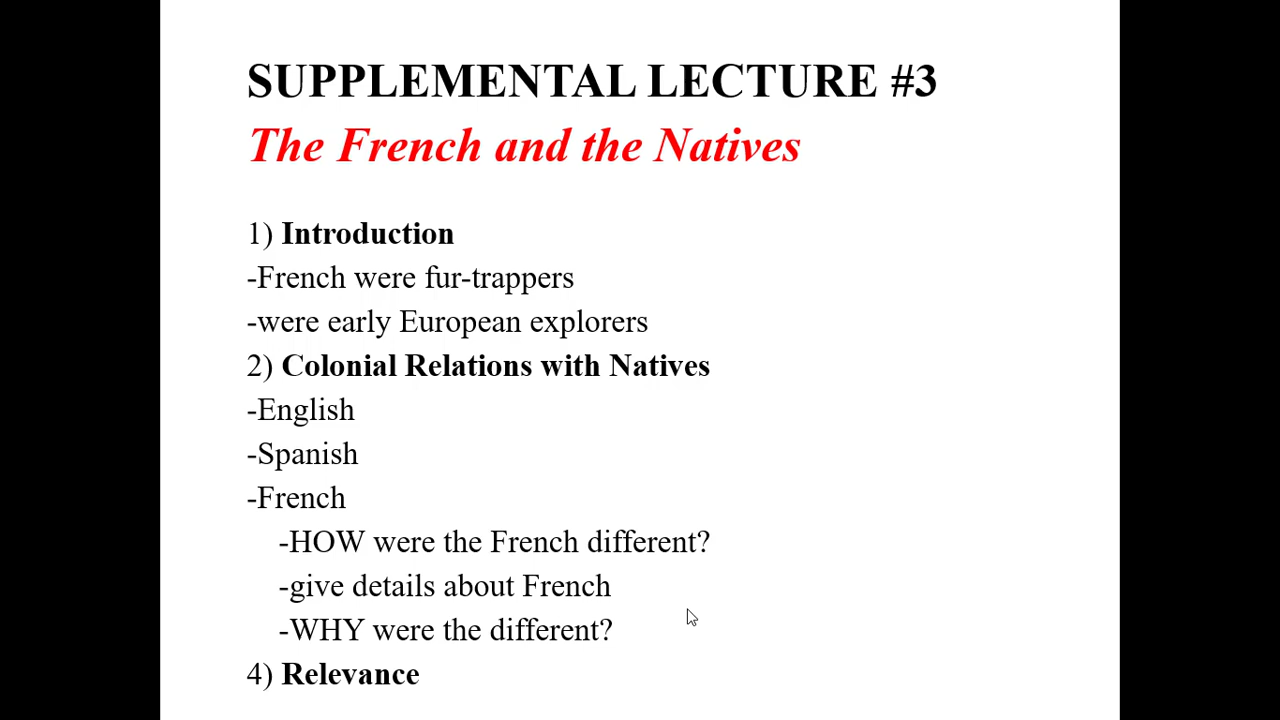 SUPPLEMENTAL LECTURE #3
The French and the Natives
1) Introduction
-French were fur-trappers
-were early European explorers
2) Colonial Relations with Natives
-English
-Spanish
-French
-HOW were the French different?
-give details about French
-WHY were the different?
4) Relevance